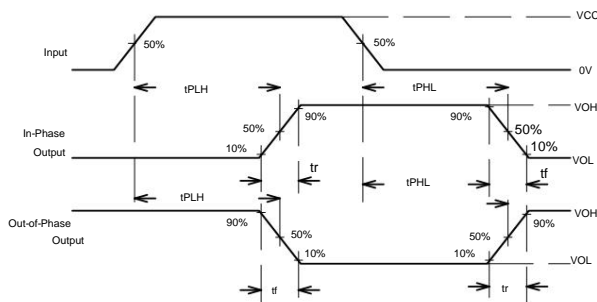 VCC
Input
50%
50%
0V
tPLH
tPHL
VOH
90%
90%
In-Phase
Output
50%
50%
10%
10%
VOL
tr
tf
tPLH
tPHL
Out-of-Phase
Output
90%
90%
VOH
50%
50%
10%
10%
VOL
tf
tr